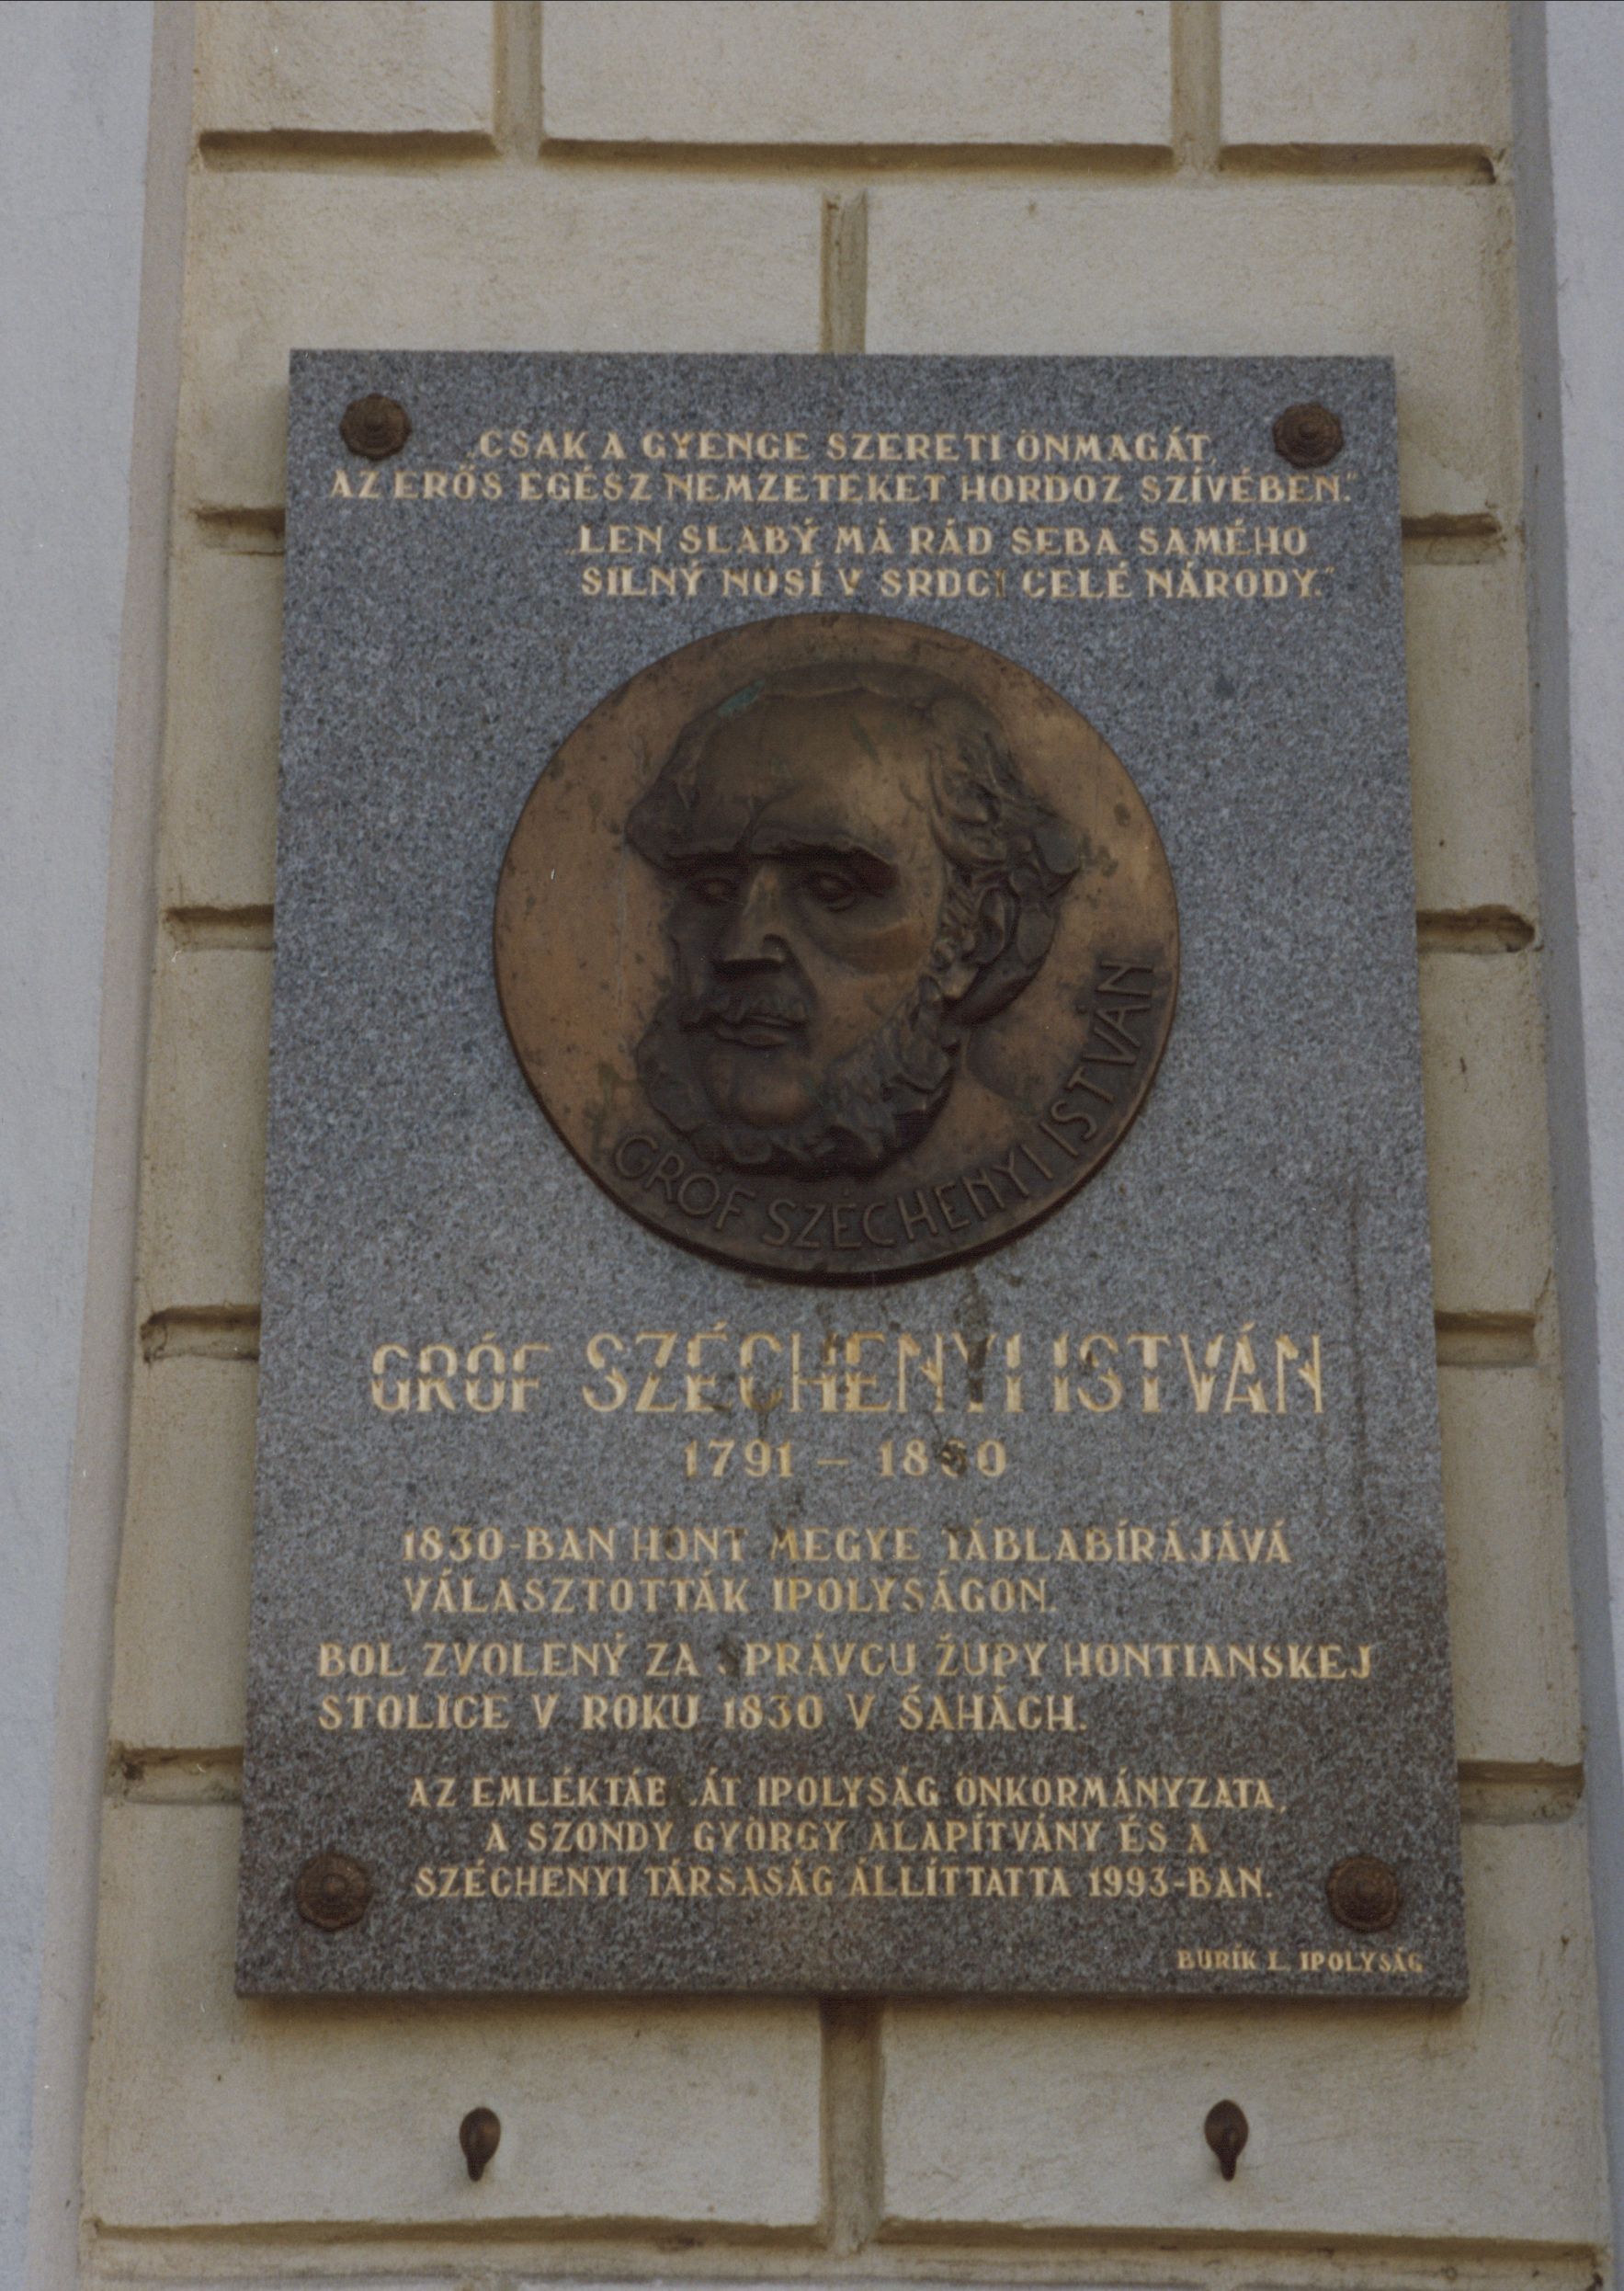 „CSAK A GYENGE SZERETI ÖNMAGÁT,
AZ ERŐS EGÉSZ NEMZETEKET HORDOZ SZÍVÉBEN.”
„LEN SLABÝ MÁ RÁD SEBA SAMÉHO
SILNÝ NOSÍ V SRDCI CELÉ NÁRODY.”
GRÓF SZÉCHENYI ISTVÁN
GRÓF SZÉCHENYI ISTVÁN
1791 – 1860
1830-BAN HONT MEGYE TÁBLABÍRÁJÁVÁ
VÁLASZTOTTÁK IPOLYSÁGON.
BOL ZVOLENÝ ZA SPRÁVCU ŽUPY HONTIANSKEJ
STOLICE V ROKU 1830 V ŠAHÁCH.
AZ EMLÉKTÁBLÁT IPOLYSÁG ÖNKORMÁNYZATA,
A SZONDY GYÖRGY ALAPÍTVÁNY ÉS A
SZÉCHENYI TÁRSASÁG ÁLLÍTTATTA 1993-BAN.
BURÍK L. IPOLYSÁG